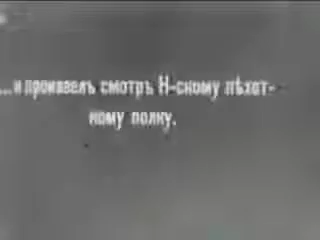 ...и произвелъ смотръ Н-скому пѣхот-
ному полку.